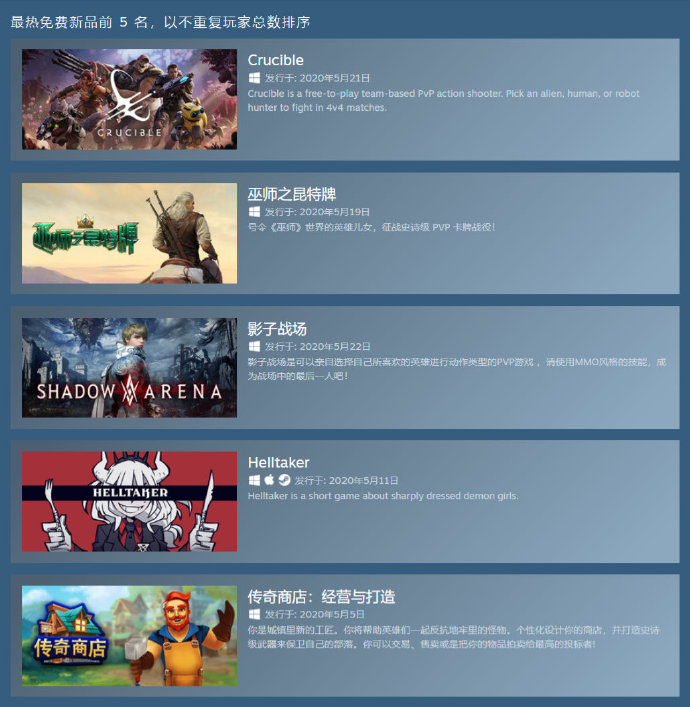 最热免费新品前 5 名，以不重复玩家总数排序
CRUCIBLE
Crucible
发行于: 2020年5月21日
Crucible is a free-to-play team-based PvP action shooter. Pick an alien, human, or robot
hunter to fight in 4v4 matches.
巫师之昆特牌
巫师之昆特牌
发行于: 2020年5月19日
号令《巫师》世界的英雄儿女，征战史诗级 PVP 卡牌战役！
SHADOW ARENA
影子战场
发行于: 2020年5月22日
影子战场是可以亲自选择自己所喜欢的英雄进行动作类型的PVP游戏 ，请使用MMO风格的技能，成
为战场中的最后一人吧！
HELLTAKER
Helltaker
发行于: 2020年5月11日
Helltaker is a short game about sharply dressed demon girls.
传奇商店
传奇商店：经营与打造
发行于: 2020年5月5日
你是城镇里新的工匠。你将帮助英雄们一起反抗地牢里的怪物。个性化设计你的商店，并打造史诗
级武器来保卫自己的部落。你可以交易、售卖或是把你的物品拍卖给最高的投标者!